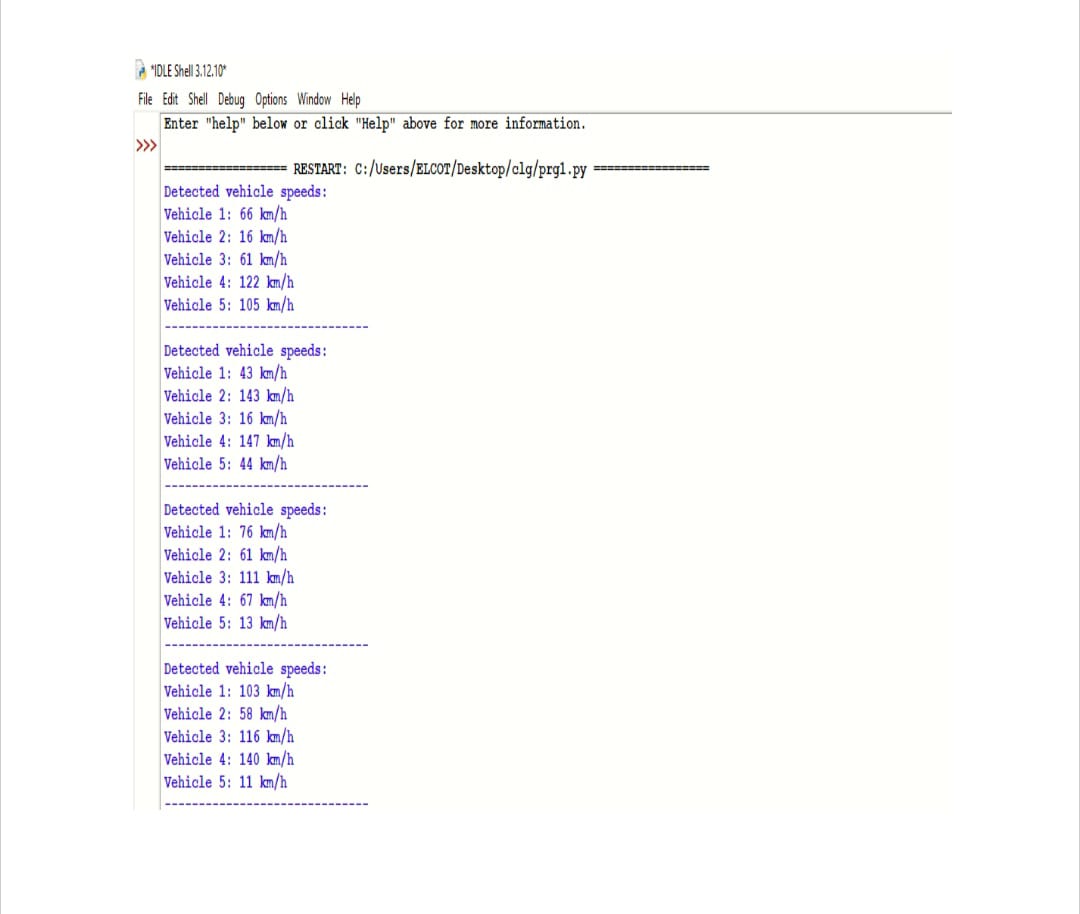 *IDLE Shell 3.12.10*
File Edit Shell Debug Options Window Help
Enter "help" below or click "Help" above for more information.
>>>
================== RESTART: C:/Users/ELCOT/Desktop/clg/prg1.py =================
Detected vehicle speeds:
Vehicle 1: 66 km/h
Vehicle 2: 16 km/h
Vehicle 3: 61 km/h
Vehicle 4: 122 km/h
Vehicle 5: 105 km/h
------------------------------
Detected vehicle speeds:
Vehicle 1: 43 km/h
Vehicle 2: 143 km/h
Vehicle 3: 16 km/h
Vehicle 4: 147 km/h
Vehicle 5: 44 km/h
------------------------------
Detected vehicle speeds:
Vehicle 1: 76 km/h
Vehicle 2: 61 km/h
Vehicle 3: 111 km/h
Vehicle 4: 67 km/h
Vehicle 5: 13 km/h
------------------------------
Detected vehicle speeds:
Vehicle 1: 103 km/h
Vehicle 2: 58 km/h
Vehicle 3: 116 km/h
Vehicle 4: 140 km/h
Vehicle 5: 11 km/h
------------------------------